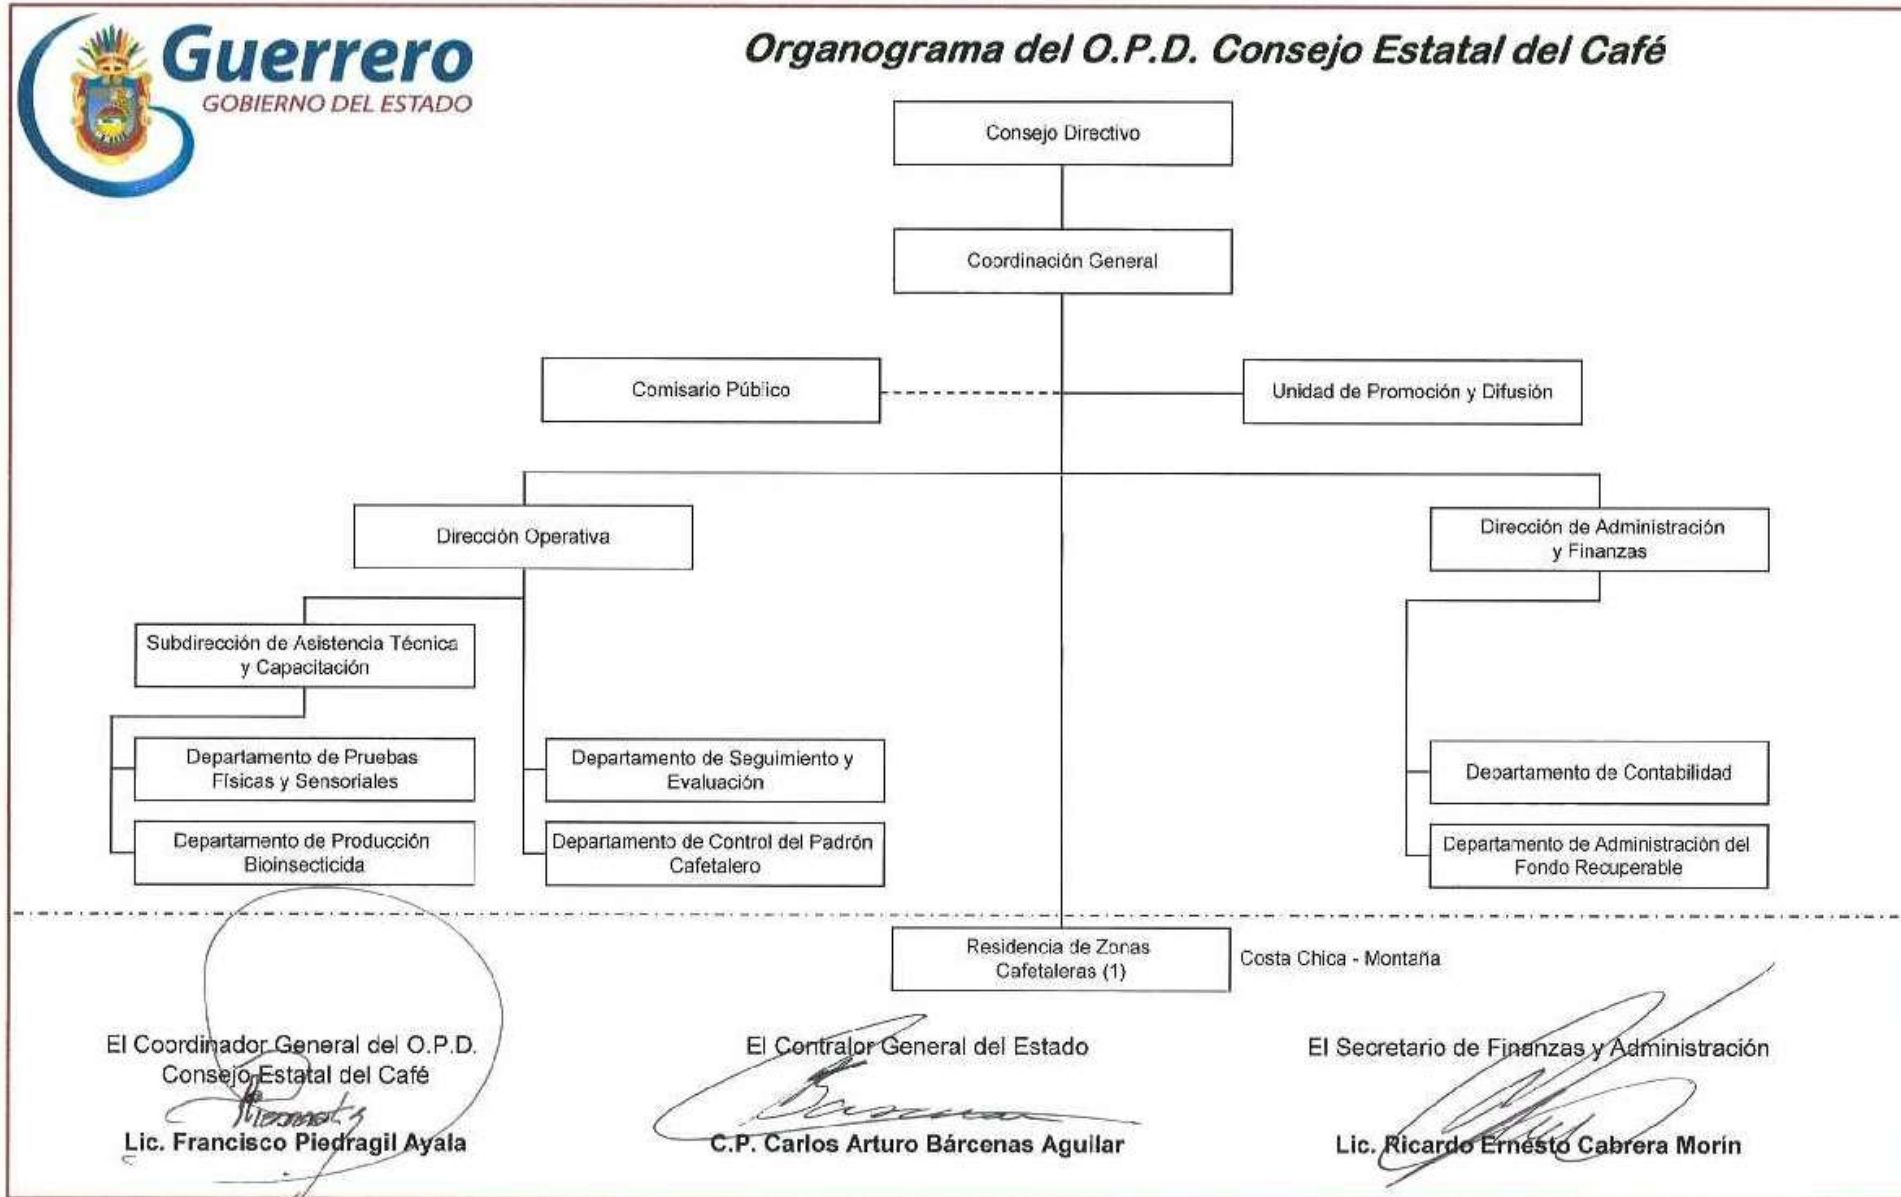 Guerrero
GOBIERNO DEL ESTADO
Organograma del O.P.D. Consejo Estatal del Café
Consejo Directivo
Coordinación General
Comisario Público
Unidad de Promoción y Difusión
Dirección Operativa
Dirección de Administración
y Finanzas
Subdirección de Asistencia Técnica
y Capacitación
Departamento de Pruebas
Físicas y Sensoriales
Departamento de Seguimiento y
Evaluación
Departamento de Contabilidad
Departamento de Producción
Bioinsecticida
Departamento de Control del Padrón
Cafetalero
Departamento de Administración del
Fondo Recuperable
Residencia de Zonas
Cafetaleras (1)
Costa Chica - Montaña
El Coordinador General del O.P.D.
Consejo Estatal del Café
Lic. Francisco Piedragil Ayala
El Contralor General del Estado
C.P. Carlos Arturo Bárcenas Aguilar
El Secretario de Finanzas y Administración
Lic. Ricardo Ernesto Cabrera Morín